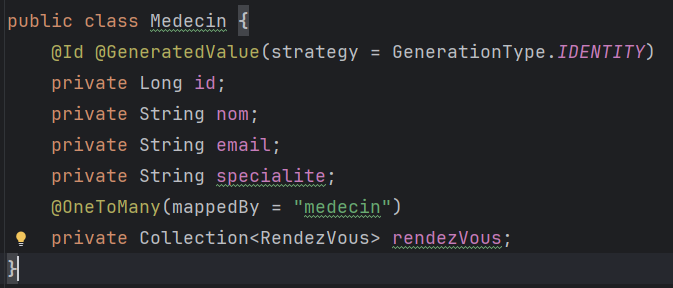 public class Medecin {
@Id @GeneratedValue(strategy = GenerationType.IDENTITY)
private Long id;
private String nom;
private String email;
private String specialite;
@OneToMany(mappedBy = "medecin")
private Collection<RendezVous> rendezVous;
}